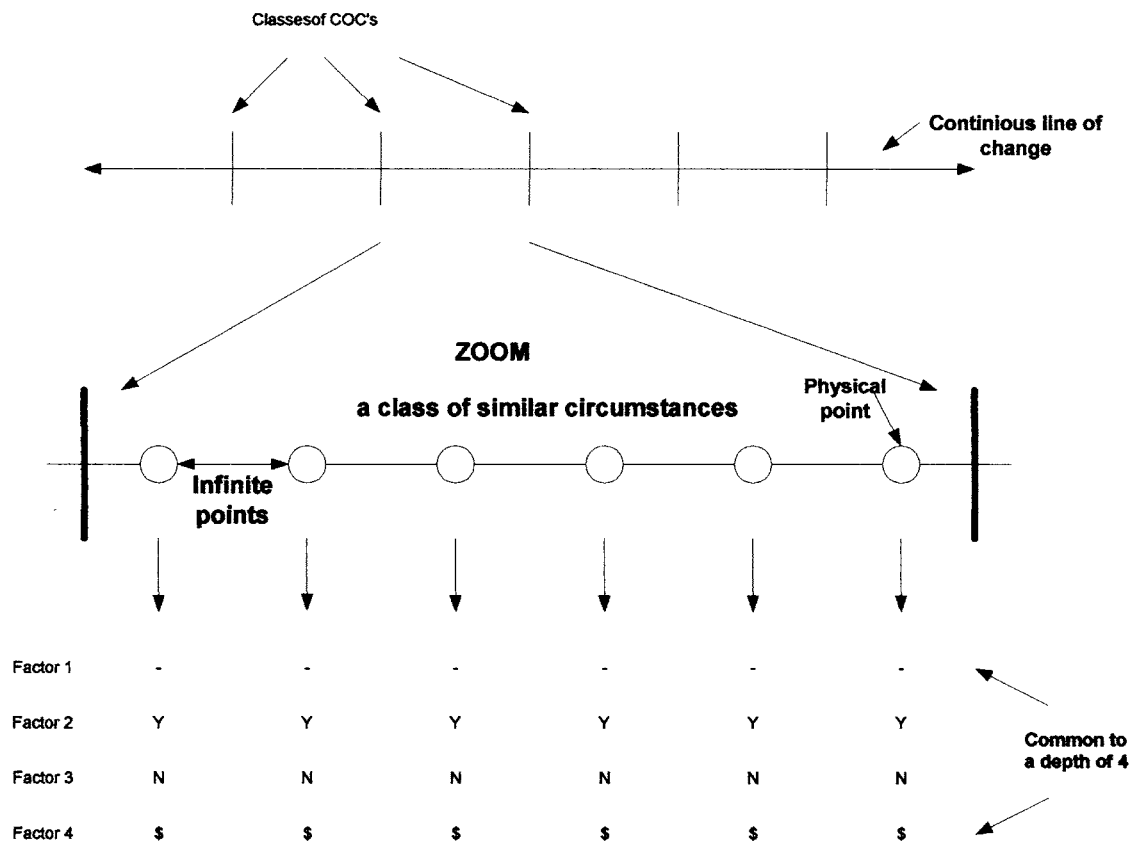 Classesof COC's
Continious line of
change
ZOOM
a class of similar circumstances
Physical
point
Infinite
points
Factor 1 - - - - - -
Factor 2 Y Y Y Y Y Y
Factor 3 N N N N N N
Factor 4 $ $ $ $ $ $
Common to
a depth of 4